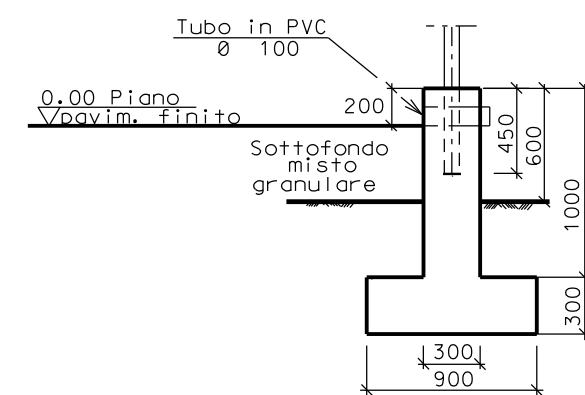 Tubo in PVC
Ø 100
0.00 Piano
pavim. finito
200
Sottofondo
misto
granulare
450
600
1000
300
300
900